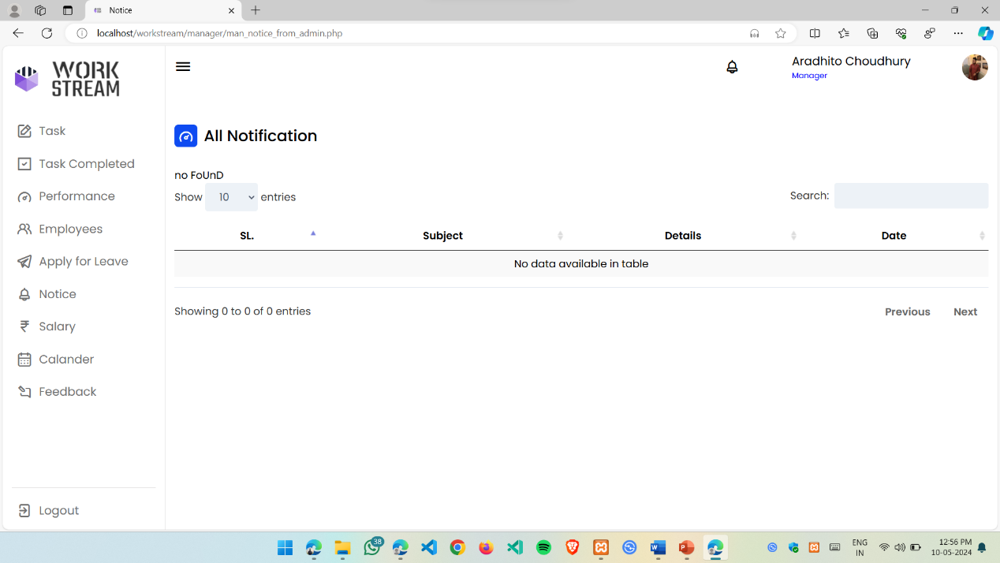 Notice
localhost/workstream/manager/man_notice_from_admin.php
WORK
STREAM
Aradhito Choudhury
Manager
Task
Task Completed
Performance
Employees
Apply for Leave
Notice
Salary
Calander
Feedback
Logout
All Notification
no FoUnD
Show 10 entries
Search:
SL. Subject Details Date
No data available in table
Showing 0 to 0 of 0 entries
Previous Next
38
ENG
IN
12:56 PM
10-05-2024